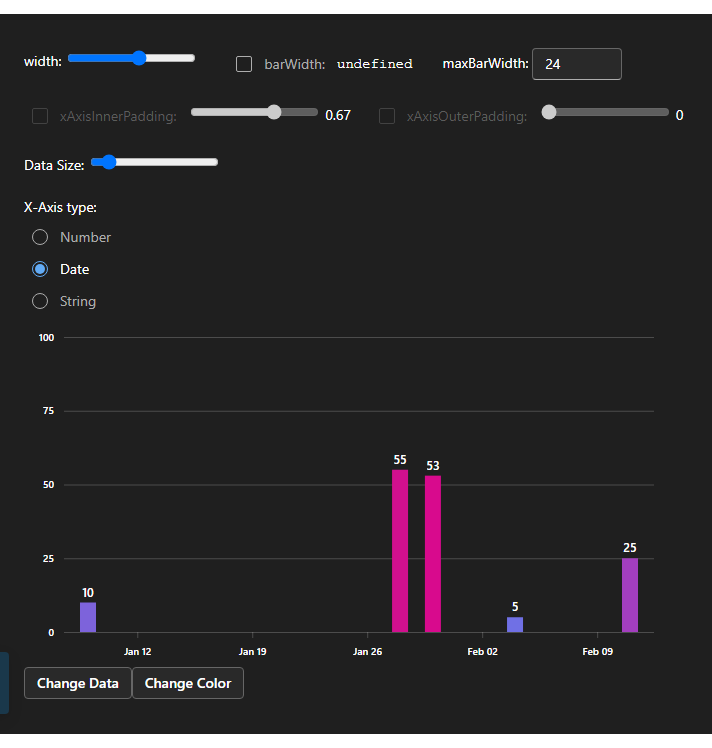 width: barWidth: undefined maxBarWidth: 24
xAxisInnerPadding: 0.67 xAxisOuterPadding: 0
Data Size:
X-Axis type:
Number
Date
String
100
75
55
53
50
25
25
10
5
0
Jan 12 Jan 19 Jan 26 Feb 02 Feb 09
Change Data Change Color